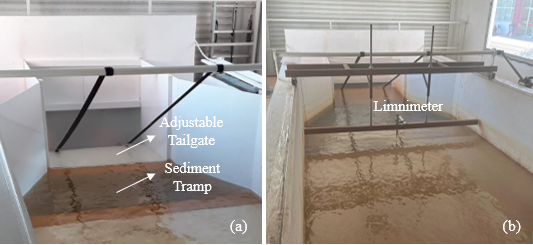 Adjustable
Tailgate
Sediment
Tramp
(a)
Limnimeter
(b)